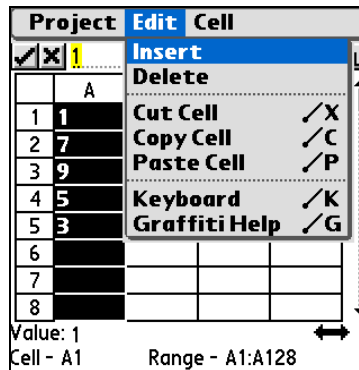 Project Edit Cell
1 Insert
A Delete
1 1 Cut Cell /X
2 7 Copy Cell /C
3 9 Paste Cell /P
4 5 Keyboard /K
5 3 Graffiti Help /G
6
7
8
Value: 1
Cell - A1 Range - A1:A128